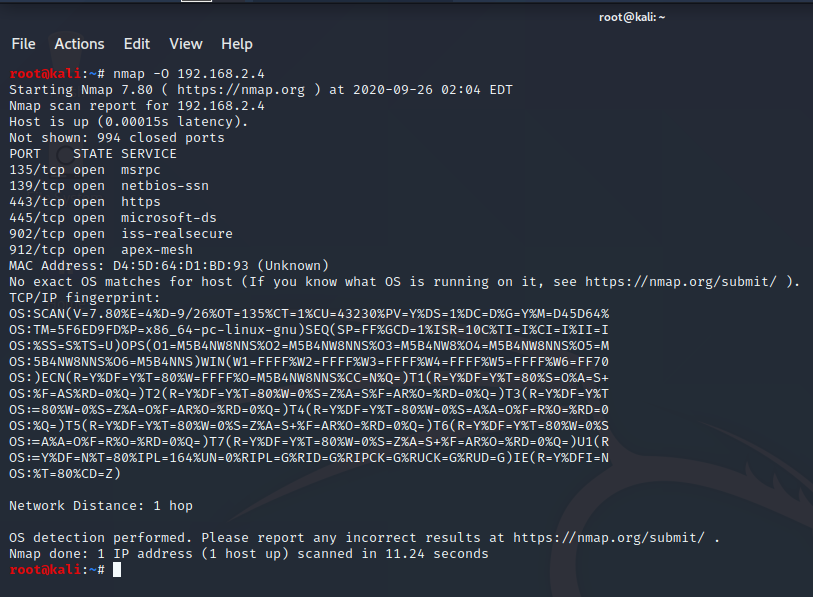 root@kali: ~
File Actions Edit View Help
root@kali:~# nmap -O 192.168.2.4
Starting Nmap 7.80 ( https://nmap.org ) at 2020-09-26 02:04 EDT
Nmap scan report for 192.168.2.4
Host is up (0.00015s latency).
Not shown: 994 closed ports
PORT    STATE SERVICE
135/tcp open  msrpc
139/tcp open  netbios-ssn
443/tcp open  https
445/tcp open  microsoft-ds
902/tcp open  iss-realsecure
912/tcp open  apex-mesh
MAC Address: D4:5D:64:D1:BD:93 (Unknown)
No exact OS matches for host (If you know what OS is running on it, see https://nmap.org/submit/ ).
TCP/IP fingerprint:
OS:SCAN(V=7.80%E=4%D=9/26%OT=135%CT=1%CU=43230%PV=Y%DS=1%DC=D%G=Y%M=D45D64%
OS:TM=5F6ED9FD%P=x86_64-pc-linux-gnu)SEQ(SP=FF%GCD=1%ISR=10C%TI=I%CI=I%II=I
OS:%SS=S%TS=U)OPS(O1=M5B4NW8NNS%O2=M5B4NW8NNS%O3=M5B4NW8%O4=M5B4NW8NNS%O5=M
OS:5B4NW8NNS%O6=M5B4NNS)WIN(W1=FFFF%W2=FFFF%W3=FFFF%W4=FFFF%W5=FFFF%W6=FF70
OS:)ECN(R=Y%DF=Y%T=80%W=FFFF%O=M5B4NW8NNS%CC=N%Q=)T1(R=Y%DF=Y%T=80%S=O%A=S+
OS:%F=AS%RD=0%Q=)T2(R=Y%DF=Y%T=80%W=0%S=Z%A=S%F=AR%O=%RD=0%Q=)T3(R=Y%DF=Y%T
OS:=80%W=0%S=Z%A=O%F=AR%O=%RD=0%Q=)T4(R=Y%DF=Y%T=80%W=0%S=A%A=O%F=R%O=%RD=0
OS:%Q=)T5(R=Y%DF=Y%T=80%W=0%S=Z%A=S+%F=AR%O=%RD=0%Q=)T6(R=Y%DF=Y%T=80%W=0%S
OS:=A%A=O%F=R%O=%RD=0%Q=)T7(R=Y%DF=Y%T=80%W=0%S=Z%A=S+%F=AR%O=%RD=0%Q=)U1(R
OS:=Y%DF=N%T=80%IPL=164%UN=0%RIPL=G%RID=G%RIPCK=G%RUCK=G%RUD=G)IE(R=Y%DFI=N
OS:%T=80%CD=Z)
Network Distance: 1 hop
OS detection performed. Please report any incorrect results at https://nmap.org/submit/ .
Nmap done: 1 IP address (1 host up) scanned in 11.24 seconds
root@kali:~#